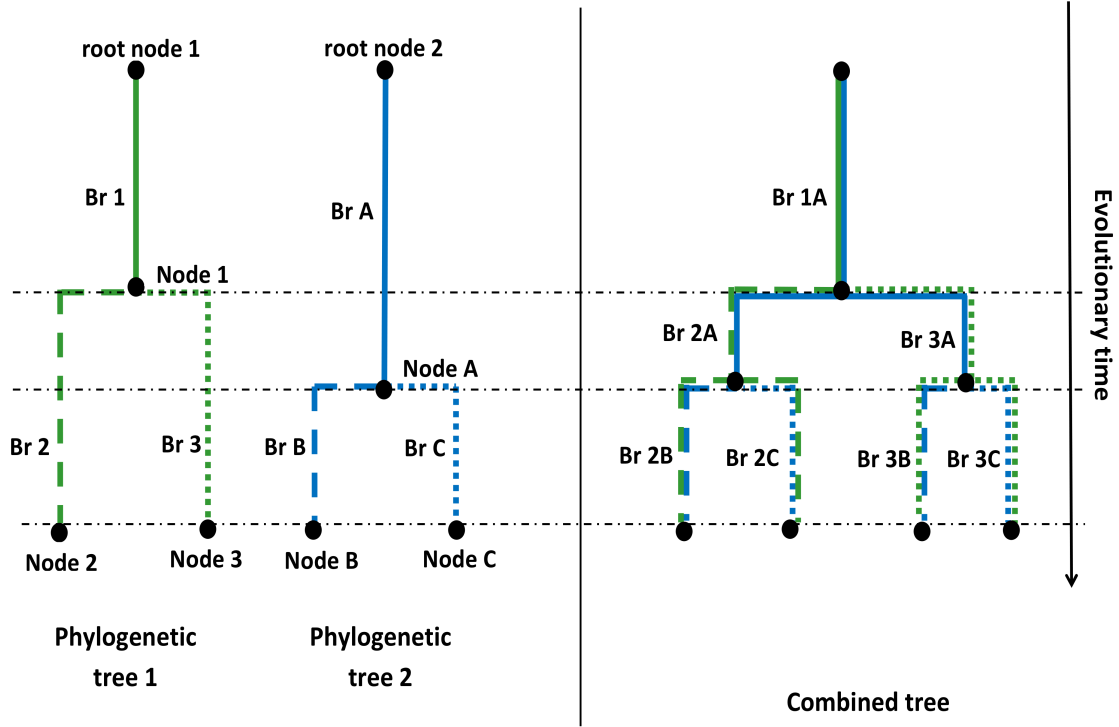 root node 1
root node 2
Br 1
Br A
Br 1A
Node 1
Node A
Br 2A
Br 3A
Br 2
Br 3
Br B
Br C
Br 2B
Br 2C
Br 3B
Br 3C
Node 2
Node 3
Node B
Node C
Phylogenetic
tree 1
Phylogenetic
tree 2
Combined tree
Evolutionary time